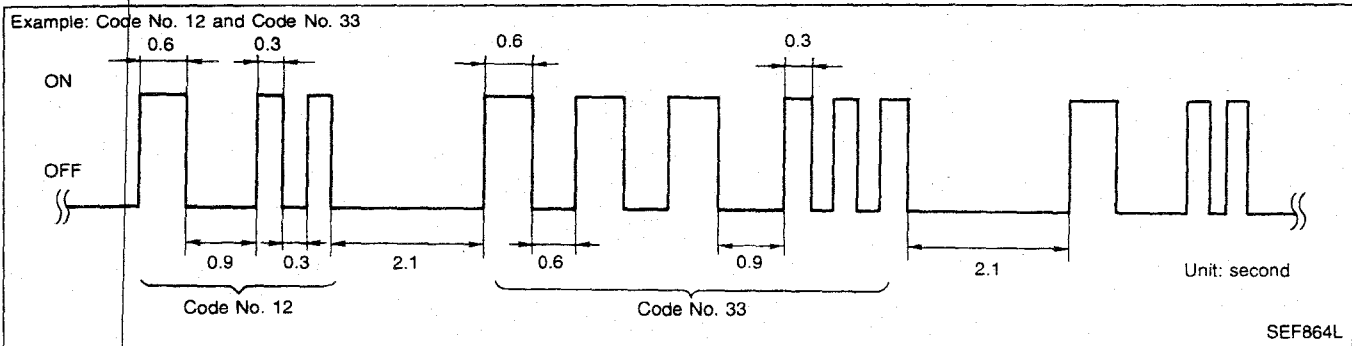 Example: Code No. 12 and Code No. 33
0.6 0.3 0.6 0.3
ON
OFF
0.9 0.3 2.1 0.6 0.9 2.1
Unit: second
Code No. 12 Code No. 33
SEF864L